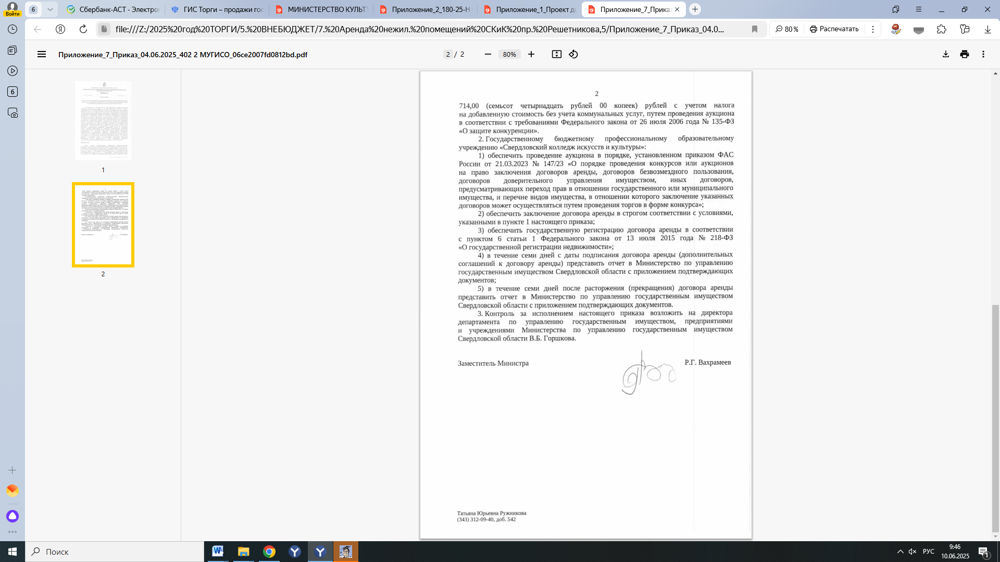 Войти
6
Сбербанк-АСТ - Электрон
ГИС Торги – продажи гос
МИНИСТЕРСТВО КУЛЬТУ
Приложение_2_180-25-Н
Приложение_1_Проект до
Приложение_7_Приказ
file:///Z:/2025%20год%20ТОРГИ/5.%20ВНЕБЮДЖЕТ/7.%20Аренда%20нежил.%20помещений%20СКиК%20пр.%20Решетникова,5/Приложение_7_Приказ_04.0...
80%
Распечатать
Приложение_7_Приказ_04.06.2025_402 2 МУГИСО_06ce2007fd0812bd.pdf
2 / 2
80%
6
1
2
2
714,00 (семьсот четырнадцать рублей 00 копеек) рублей с учетом налога
на добавленную стоимость без учета коммунальных услуг, путем проведения аукциона
в соответствии с требованиями Федерального закона от 26 июля 2006 года № 135-ФЗ
«О защите конкуренции».
2. Государственному бюджетному профессиональному образовательному
учреждению «Свердловский колледж искусств и культуры»:
1) обеспечить проведение аукциона в порядке, установленном приказом ФАС
России от 21.03.2023 № 147/23 «О порядке проведения конкурсов или аукционов
на право заключения договоров аренды, договоров безвозмездного пользования,
договоров доверительного управления имуществом, иных договоров,
предусматривающих переход прав в отношении государственного или муниципального
имущества, и перечне видов имущества, в отношении которого заключение указанных
договоров может осуществляться путем проведения торгов в форме конкурса»;
2) обеспечить заключение договора аренды в строгом соответствии с условиями,
указанными в пункте 1 настоящего приказа;
3) обеспечить государственную регистрацию договора аренды в соответствии
с пунктом 6 статьи 1 Федерального закона от 13 июля 2015 года № 218-ФЗ
«О государственной регистрации недвижимости»;
4) в течение семи дней с даты подписания договора аренды (дополнительных
соглашений к договору аренды) представить отчет в Министерство по управлению
государственным имуществом Свердловской области с приложением подтверждающих
документов;
5) в течение семи дней после расторжения (прекращения) договора аренды
представить отчет в Министерство по управлению государственным имуществом
Свердловской области с приложением подтверждающих документов.
3. Контроль за исполнением настоящего приказа возложить на директора
департамента по управлению государственным имуществом, предприятиями
и учреждениями Министерства по управлению государственным имуществом
Свердловской области В.Б. Горшкова.
Заместитель Министра
Р.Г. Вахрамеев
Татьяна Юрьевна Ружникова
(343) 312-09-40, доб. 542
Поиск
РУС
9:46
10.06.2025
1